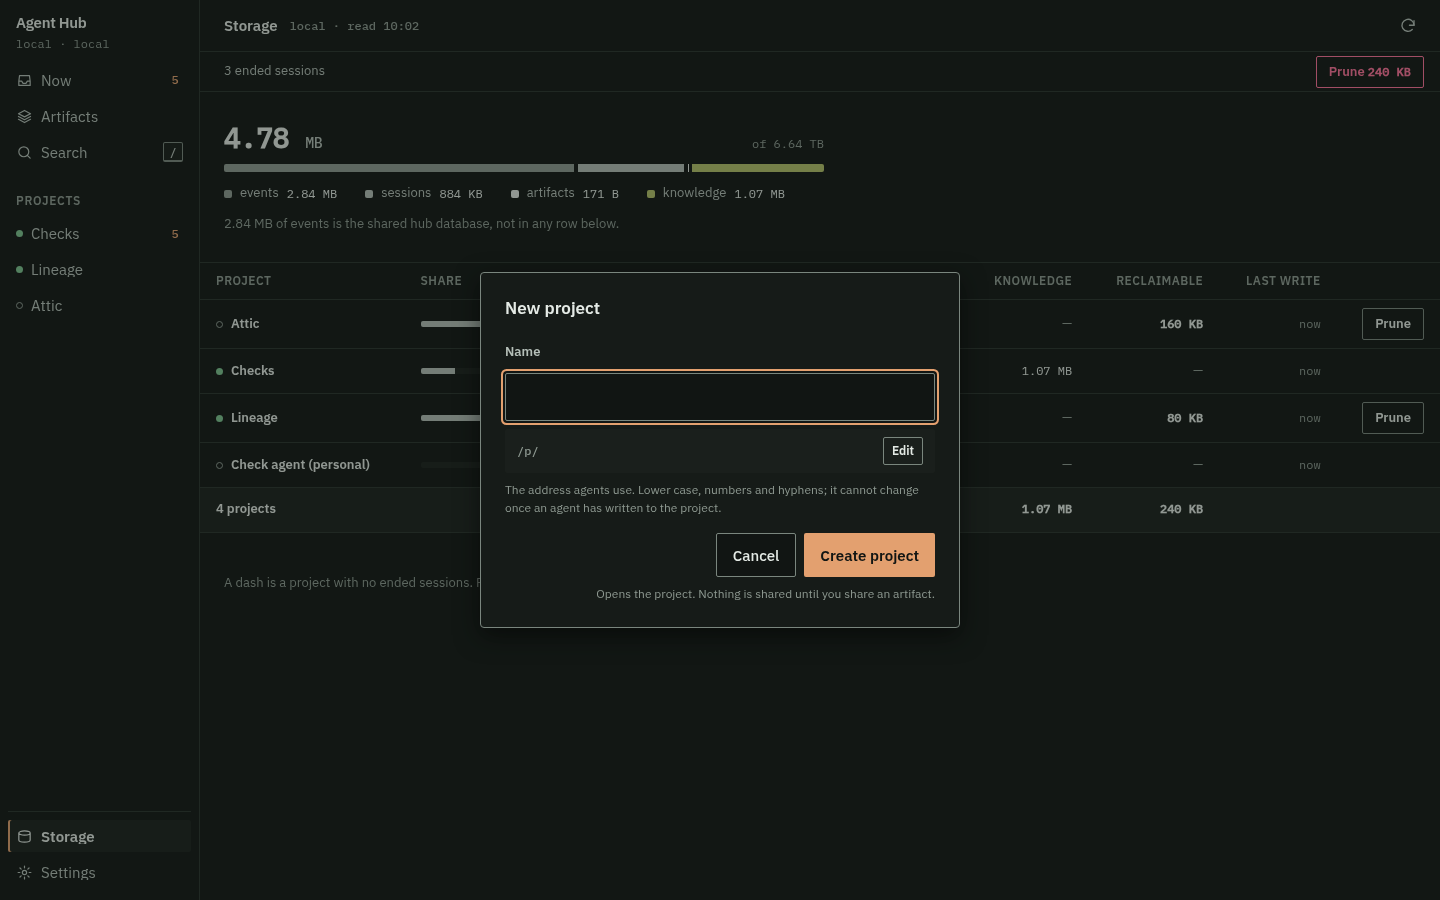 Agent Hub
local · local
Now 5
Artifacts
Search /
PROJECTS
Checks 5
Lineage
Attic
Storage
Settings
Storage local · read 10:02
3 ended sessions
Prune 240 KB
4.78 MB
of 6.64 TB
events 2.84 MB sessions 884 KB artifacts 171 B knowledge 1.07 MB
2.84 MB of events is the shared hub database, not in any row below.
PROJECT SHARE KNOWLEDGE RECLAIMABLE LAST WRITE
Attic — 160 KB now Prune
Checks 1.07 MB — now
Lineage — 80 KB now Prune
Check agent (personal) — — now
4 projects 1.07 MB 240 KB
A dash is a project with no ended sessions.
New project
Name
/p/ Edit
The address agents use. Lower case, numbers and hyphens; it cannot change
once an agent has written to the project.
Cancel Create project
Opens the project. Nothing is shared until you share an artifact.